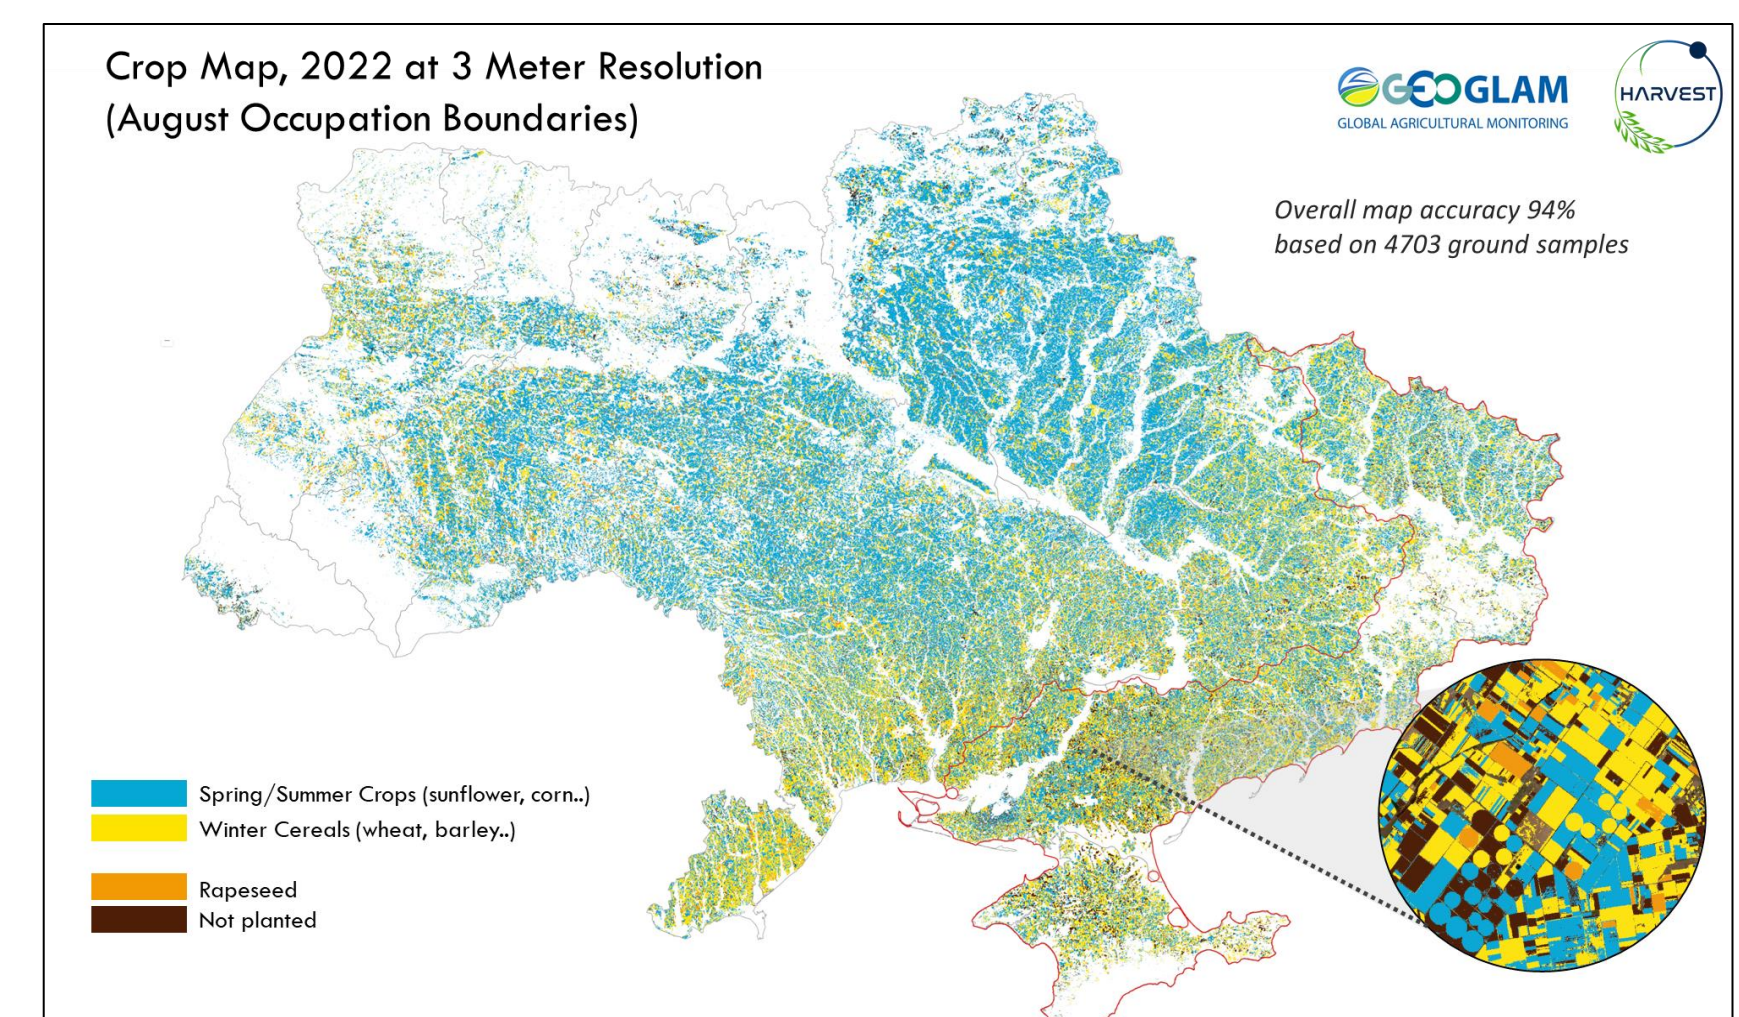 Crop Map, 2022 at 3 Meter Resolution
(August Occupation Boundaries)
GEOGLAM
GLOBAL AGRICULTURAL MONITORING
HARVEST
Overall map accuracy 94%
based on 4703 ground samples
Spring/Summer Crops (sunflower, corn..)
Winter Cereals (wheat, barley..)
Rapeseed
Not planted